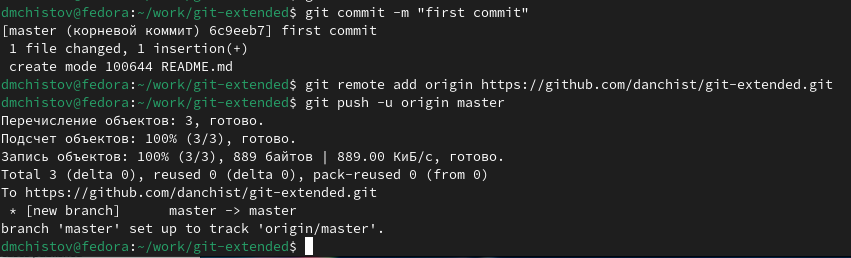 dmchistov@fedora:~/work/git-extended$ git commit -m "first commit"
[master (корневой коммит) 6c9eeb7] first commit
 1 file changed, 1 insertion(+)
 create mode 100644 README.md
dmchistov@fedora:~/work/git-extended$ git remote add origin https://github.com/danchist/git-extended.git
dmchistov@fedora:~/work/git-extended$ git push -u origin master
Перечисление объектов: 3, готово.
Подсчет объектов: 100% (3/3), готово.
Запись объектов: 100% (3/3), 889 байтов | 889.00 КиБ/с, готово.
Total 3 (delta 0), reused 0 (delta 0), pack-reused 0 (from 0)
To https://github.com/danchist/git-extended.git
 * [new branch]      master -> master
branch 'master' set up to track 'origin/master'.
dmchistov@fedora:~/work/git-extended$